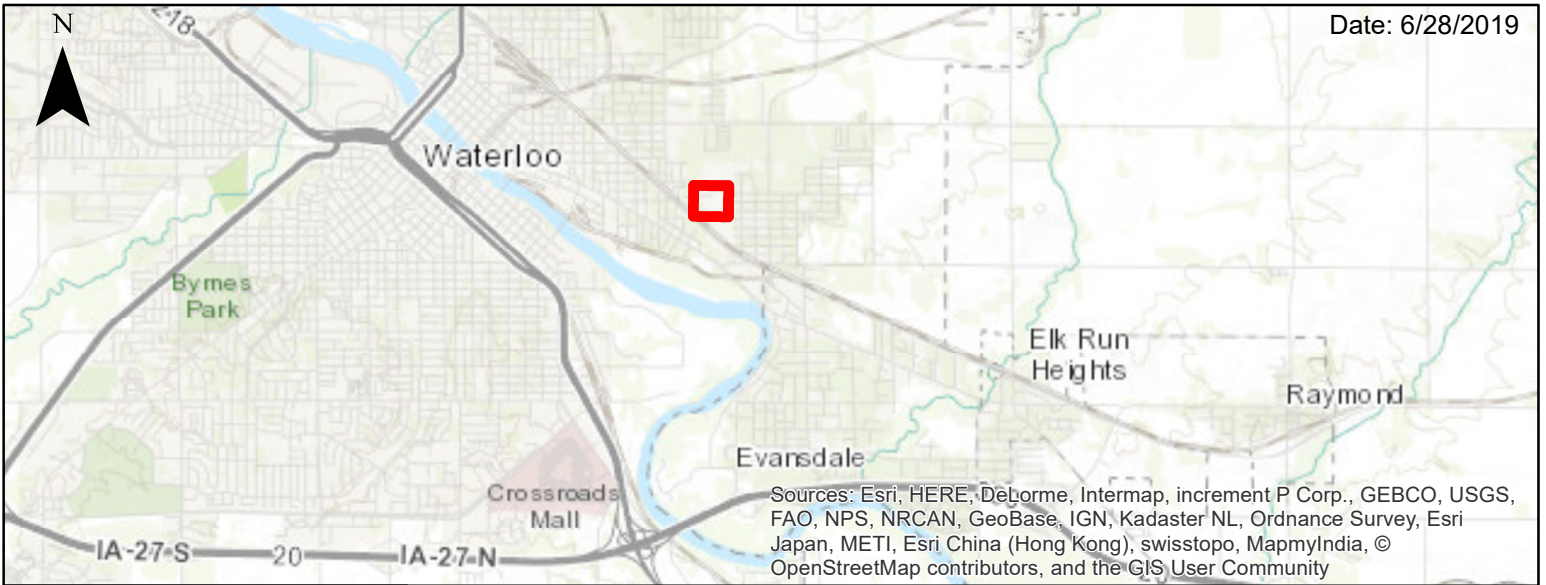 N
Date: 6/28/2019
Waterloo
Byrnes
Park
Elk Run
Heights
Raymond
Evansdale
Crossroads
Mall
IA-27-S
20
IA-27-N
Sources: Esri, HERE, DeLorme, Intermap, increment P Corp., GEBCO, USGS,
FAO, NPS, NRCAN, GeoBase, IGN, Kadaster NL, Ordnance Survey, Esri
Japan, METI, Esri China (Hong Kong), swisstopo, MapmyIndia, ©
OpenStreetMap contributors, and the GIS User Community
20